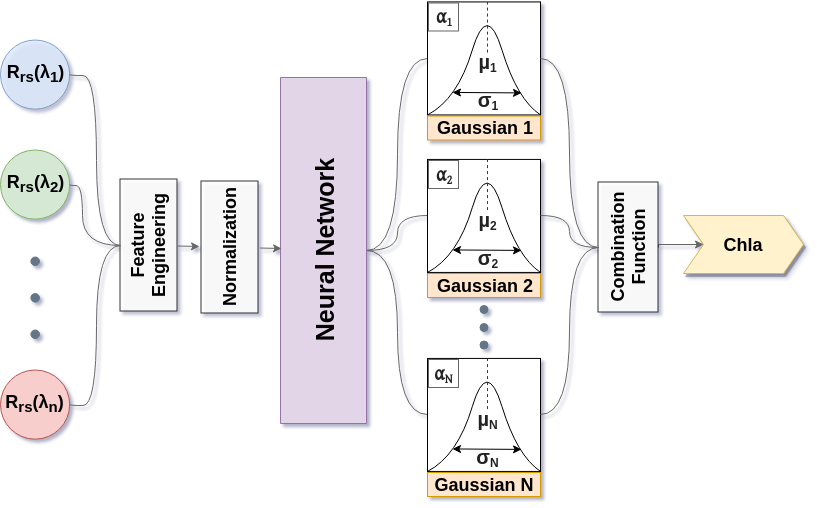 Rrs(λ1)
Rrs(λ2)
Rrs(λn)
Feature
Engineering
Normalization
Neural Network
α1
μ1
σ1
Gaussian 1
α2
μ2
σ2
Gaussian 2
αN
μN
σN
Gaussian N
Combination
Function
Chla